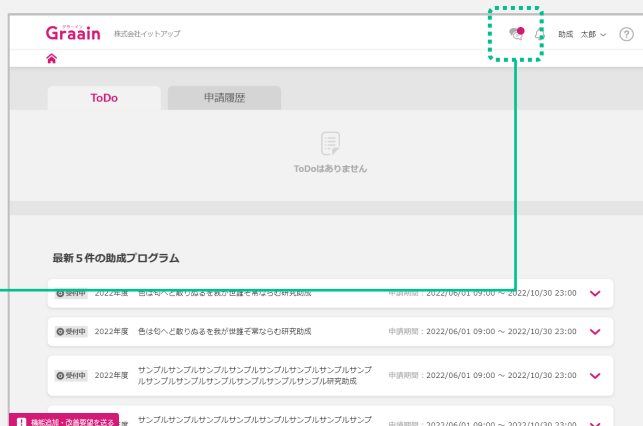 グラーイン
Graain 株式会社イットアップ 助成 太郎 ?
ToDo 申請履歴
ToDoはありません
最新５件の助成プログラム
受付中 2022年度 色は匂へど散りぬるを我が世誰ぞ常ならむ研究助成 申請期間：2022/06/01 09:00 ～ 2022/10/30 23:00
受付中 2022年度 色は匂へど散りぬるを我が世誰ぞ常ならむ研究助成 申請期間：2022/06/01 09:00 ～ 2022/10/30 23:00
受付中 2022年度 サンプルサンプルサンプルサンプルサンプルサンプルサンプルサンプ
ルサンプルサンプルサンプルサンプルサンプルサンプル研究助成 申請期間：2022/06/01 09:00 ～ 2022/10/30 23:00
サンプルサンプルサンプルサンプルサンプルサンプルサンプルサンプ
機能追加・改善要望を送る 度 申請期間：2022/06/01 09:00 ～ 2022/10/30 23:00